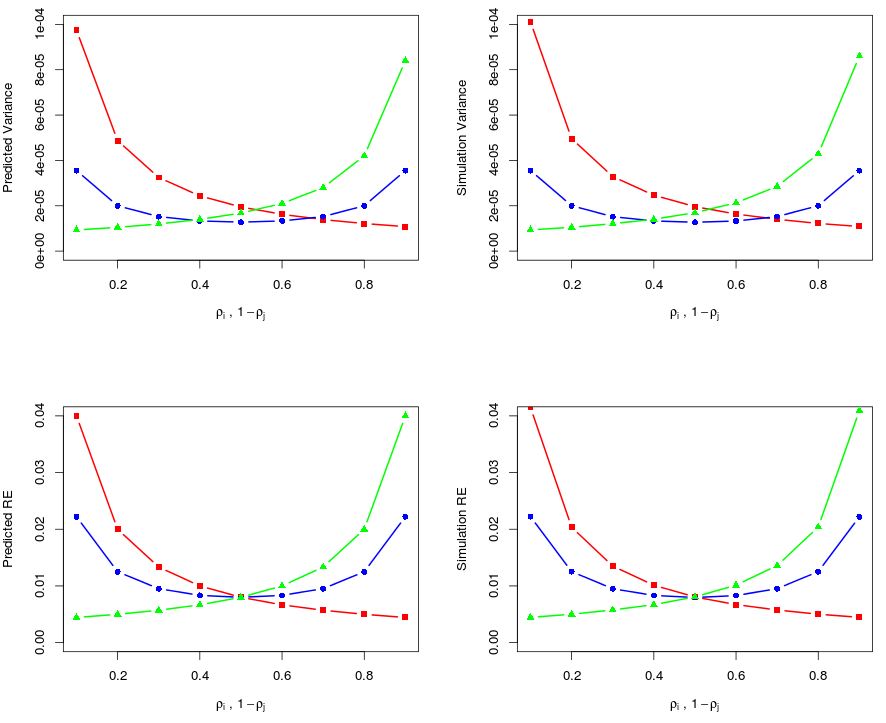 Predicted Variance
1e-04
8e-05
6e-05
4e-05
2e-05
0e+00
0.2 0.4 0.6 0.8
ρi , 1−ρj
Simulation Variance
1e-04
8e-05
6e-05
4e-05
2e-05
0e+00
0.2 0.4 0.6 0.8
ρi , 1−ρj
Predicted RE
0.04
0.03
0.02
0.01
0.00
0.2 0.4 0.6 0.8
ρi , 1−ρj
Simulation RE
0.04
0.03
0.02
0.01
0.00
0.2 0.4 0.6 0.8
ρi , 1−ρj